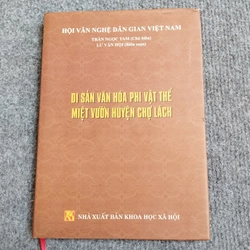 HỘI VĂN NGHỆ DÂN GIAN VIỆT NAM
TRẦN NGỌC TAM (Chủ biên)
LƯ VĂN HỘI (Biên soạn)
DI SẢN VĂN HÓA PHI VẬT THỂ
MIỆT VƯỜN HUYỆN CHỢ LÁCH
NHÀ XUẤT BẢN KHOA HỌC XÃ HỘI